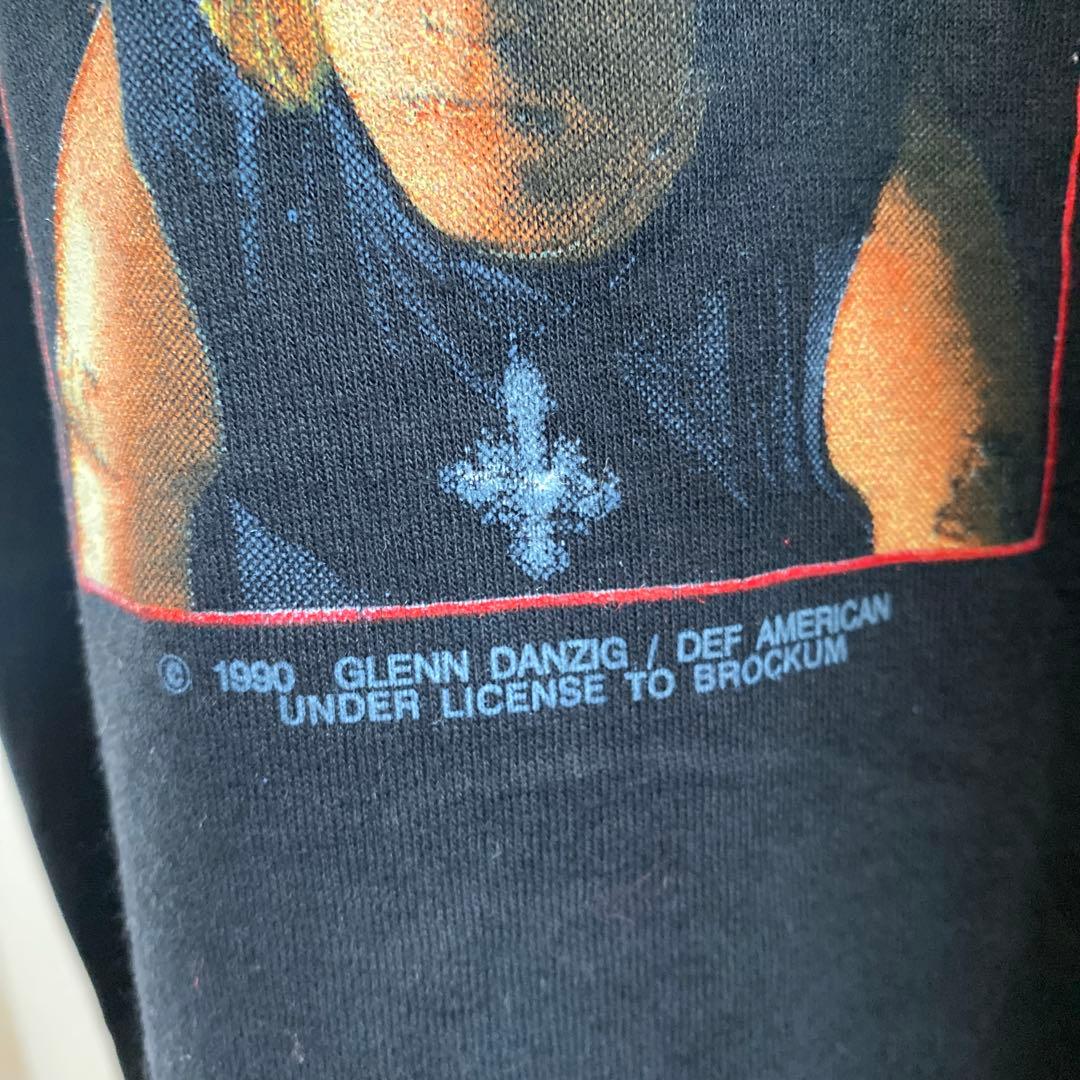 © 1990 GLENN DANZIG / DEF AMERICAN
UNDER LICENSE TO BROCKUM